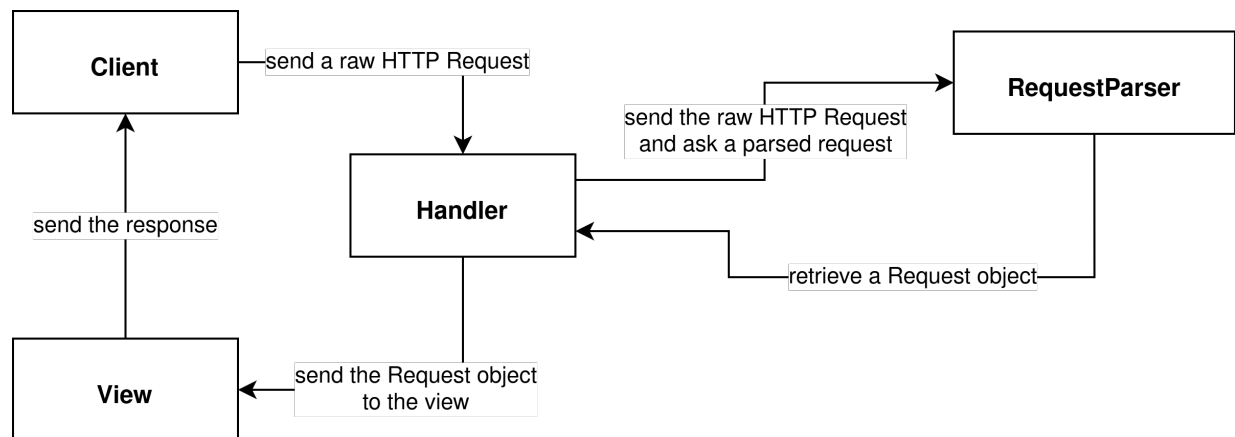 Client
send a raw HTTP Request
RequestParser
send the raw HTTP Request
and ask a parsed request
Handler
send the response
retrieve a Request object
send the Request object
to the view
View